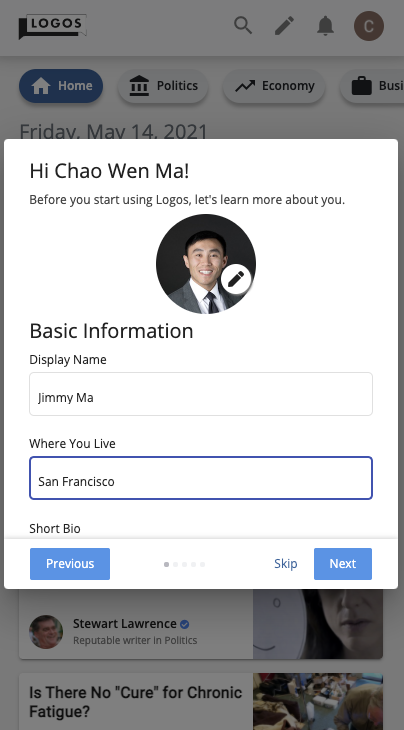 LOGOS
C
Home
Politics
Economy
Busi
Friday, May 14, 2021
Hi Chao Wen Ma!
Before you start using Logos, let's learn more about you.
Basic Information
Display Name
Jimmy Ma
Where You Live
San Francisco
Short Bio
Previous
Skip
Next
Stewart Lawrence
Reputable writer in Politics
Is There No "Cure" for Chronic
Fatigue?